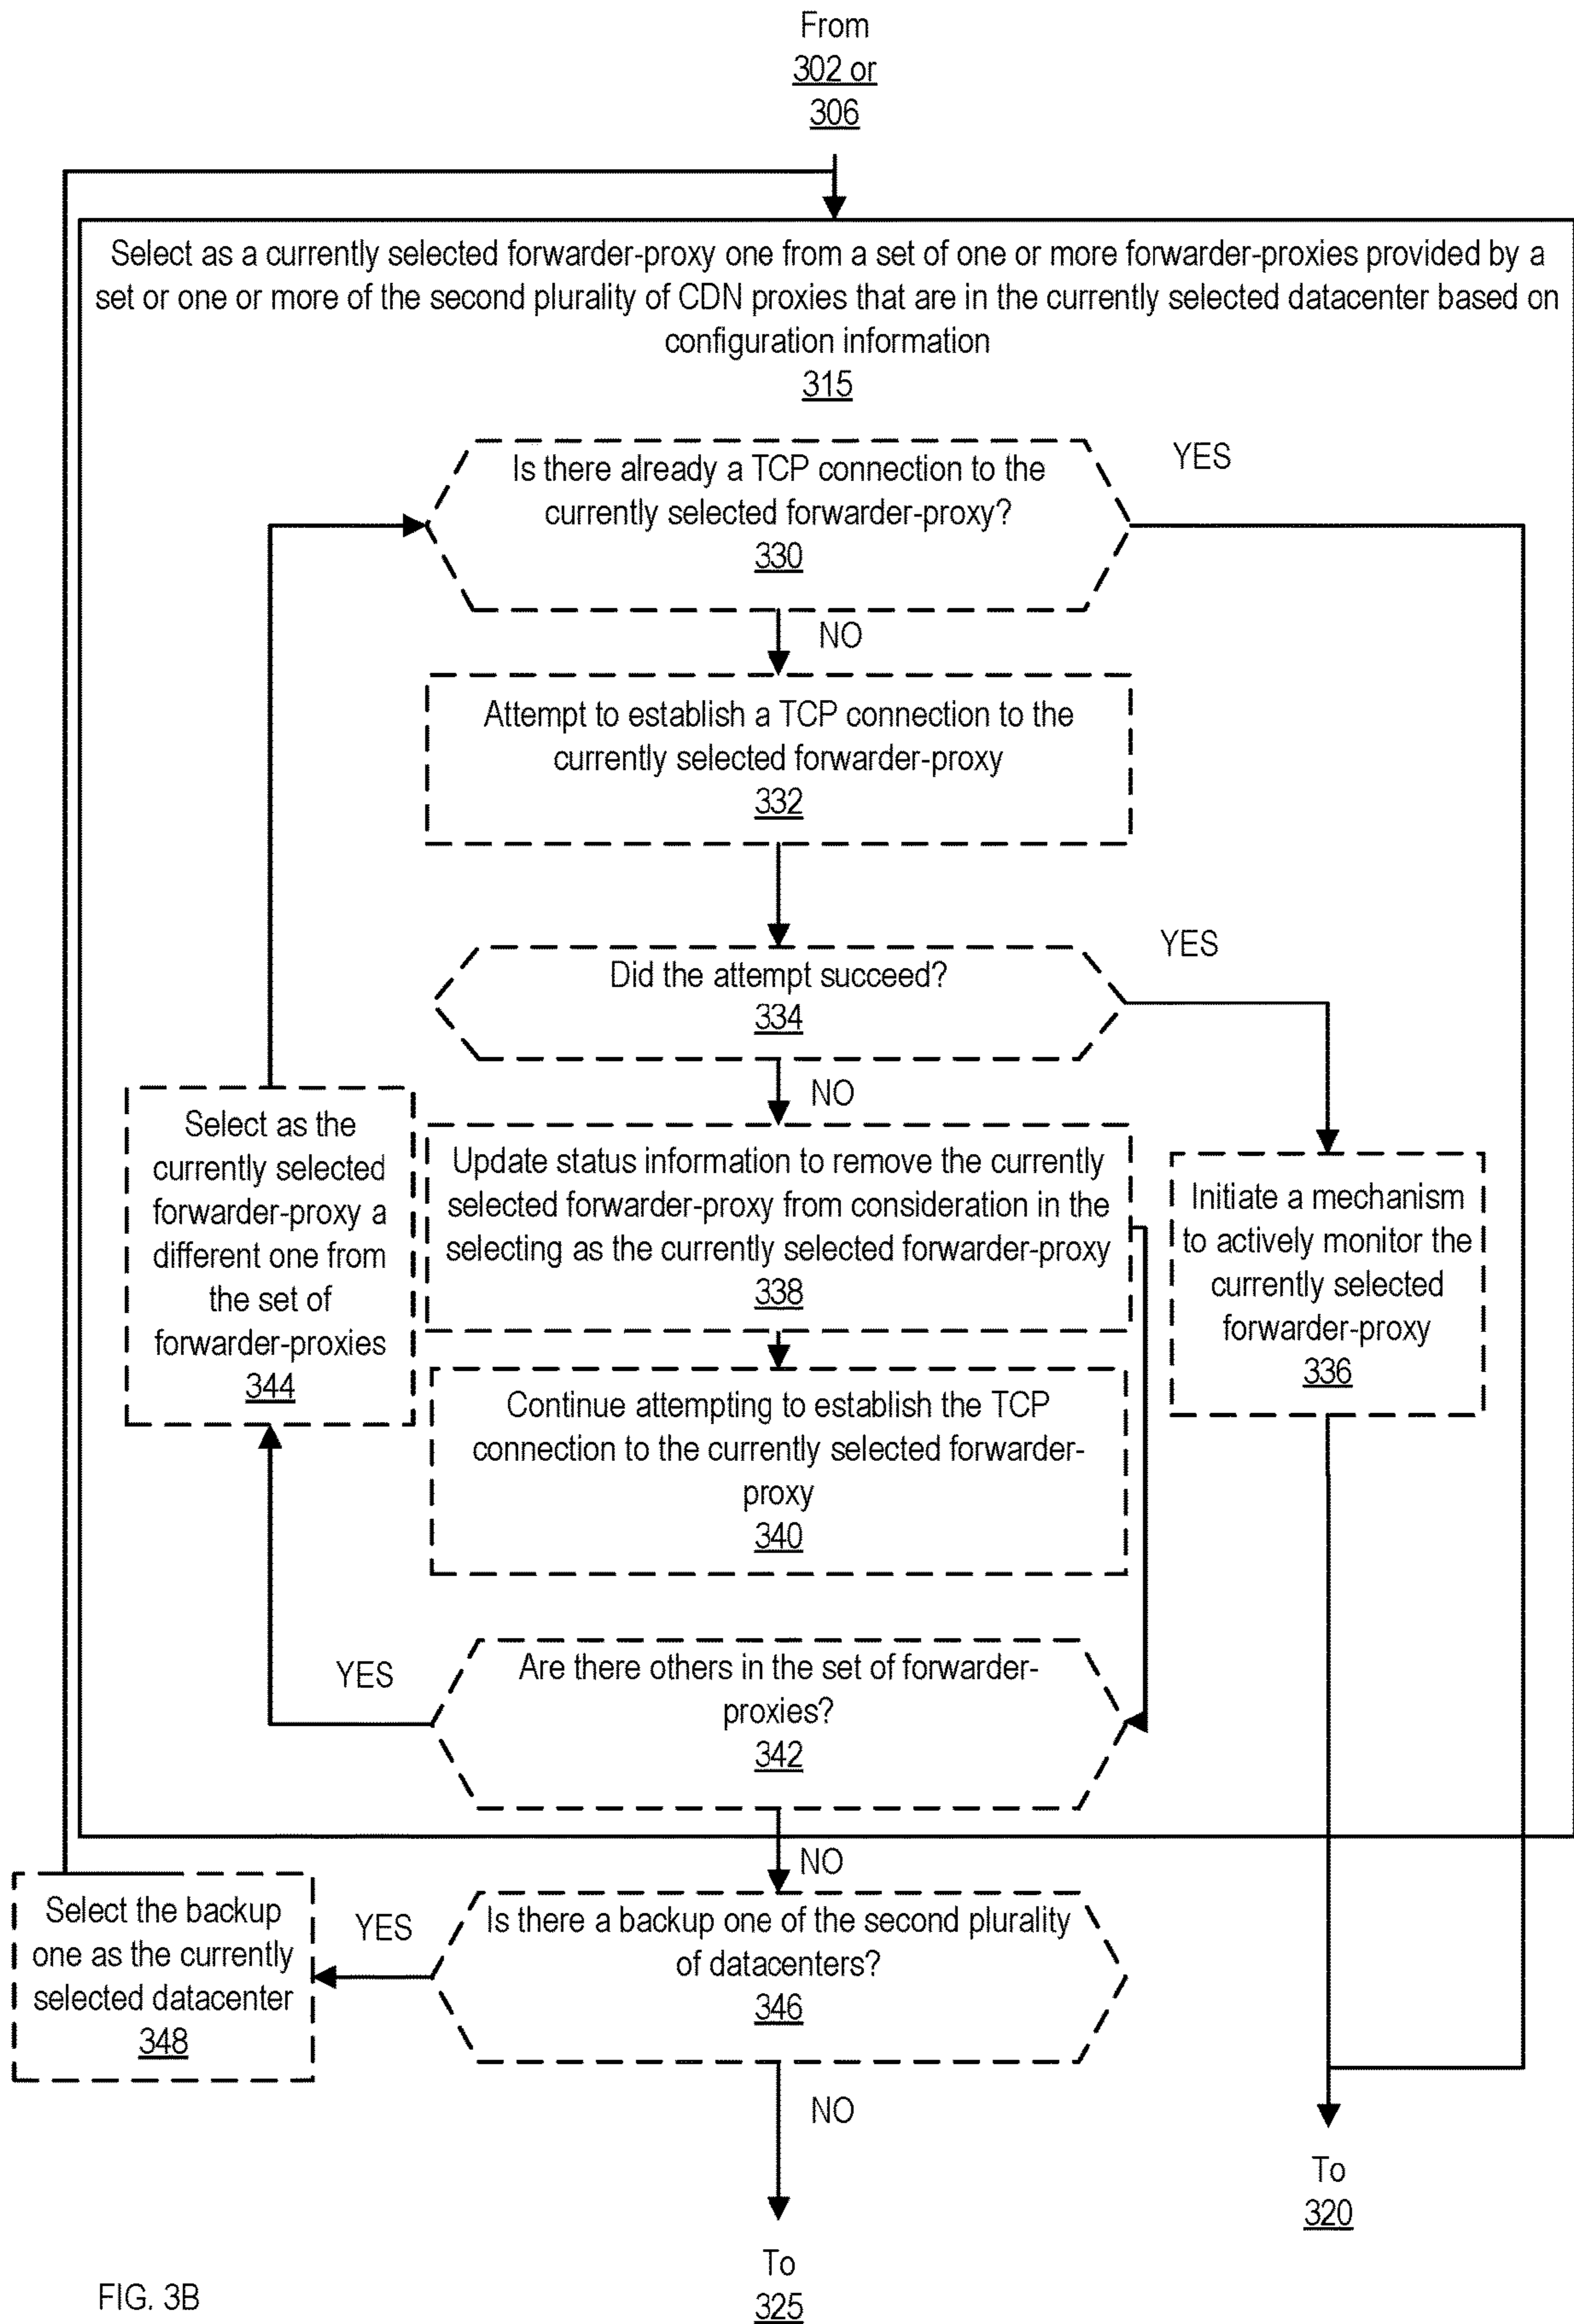 From
302 or
306
Select as a currently selected forwarder-proxy one from a set of one or more forwarder-proxies provided by a
set or one or more of the second plurality of CDN proxies that are in the currently selected datacenter based on
configuration information
315
Is there already a TCP connection to the
currently selected forwarder-proxy?
330
YES
NO
Attempt to establish a TCP connection to the
currently selected forwarder-proxy
332
Did the attempt succeed?
334
YES
NO
Select as the
currently selected
forwarder-proxy a
different one from
the set of
forwarder-proxies
344
Update status information to remove the currently
selected forwarder-proxy from consideration in the
selecting as the currently selected forwarder-proxy
338
Initiate a mechanism
to actively monitor the
currently selected
forwarder-proxy
336
Continue attempting to establish the TCP
connection to the currently selected forwarder-
proxy
340
YES
Are there others in the set of forwarder-
proxies?
342
NO
Select the backup
one as the currently
selected datacenter
348
YES
Is there a backup one of the second plurality
of datacenters?
346
NO
To
320
To
325
FIG. 3B